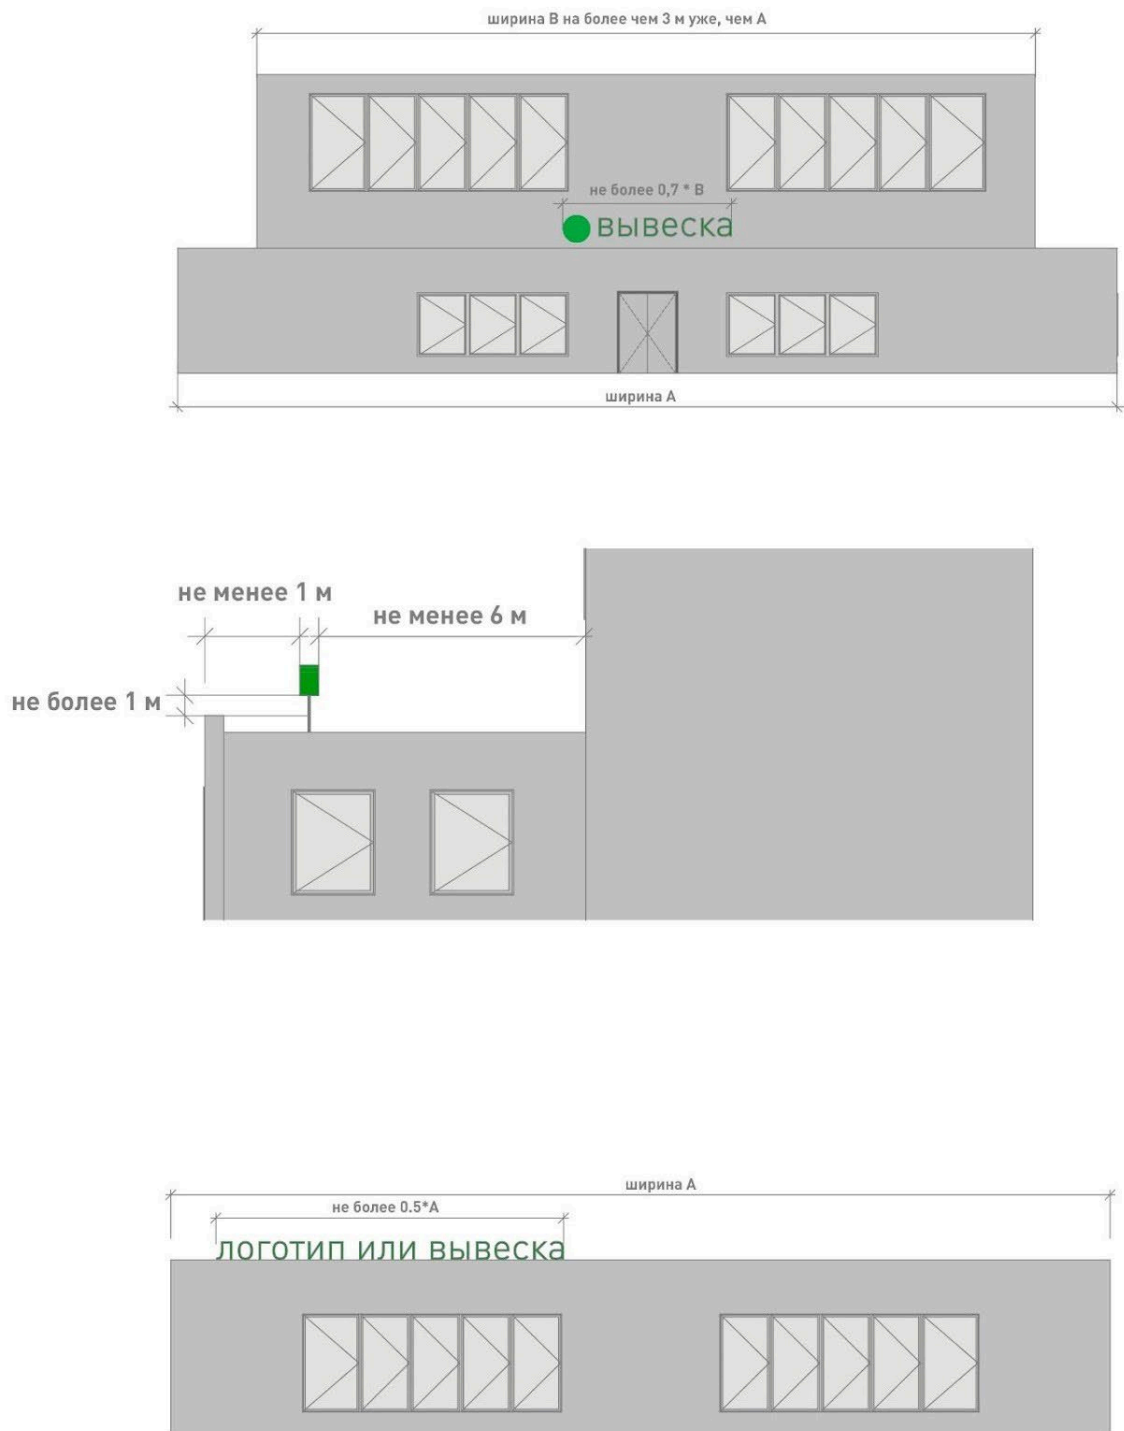 ширина В на более чем 3 м уже, чем А
не более 0,7 * В
вывеска
ширина А
не менее 1 м
не менее 6 м
не более 1 м
ширина А
не более 0.5*А
логотип или вывеска